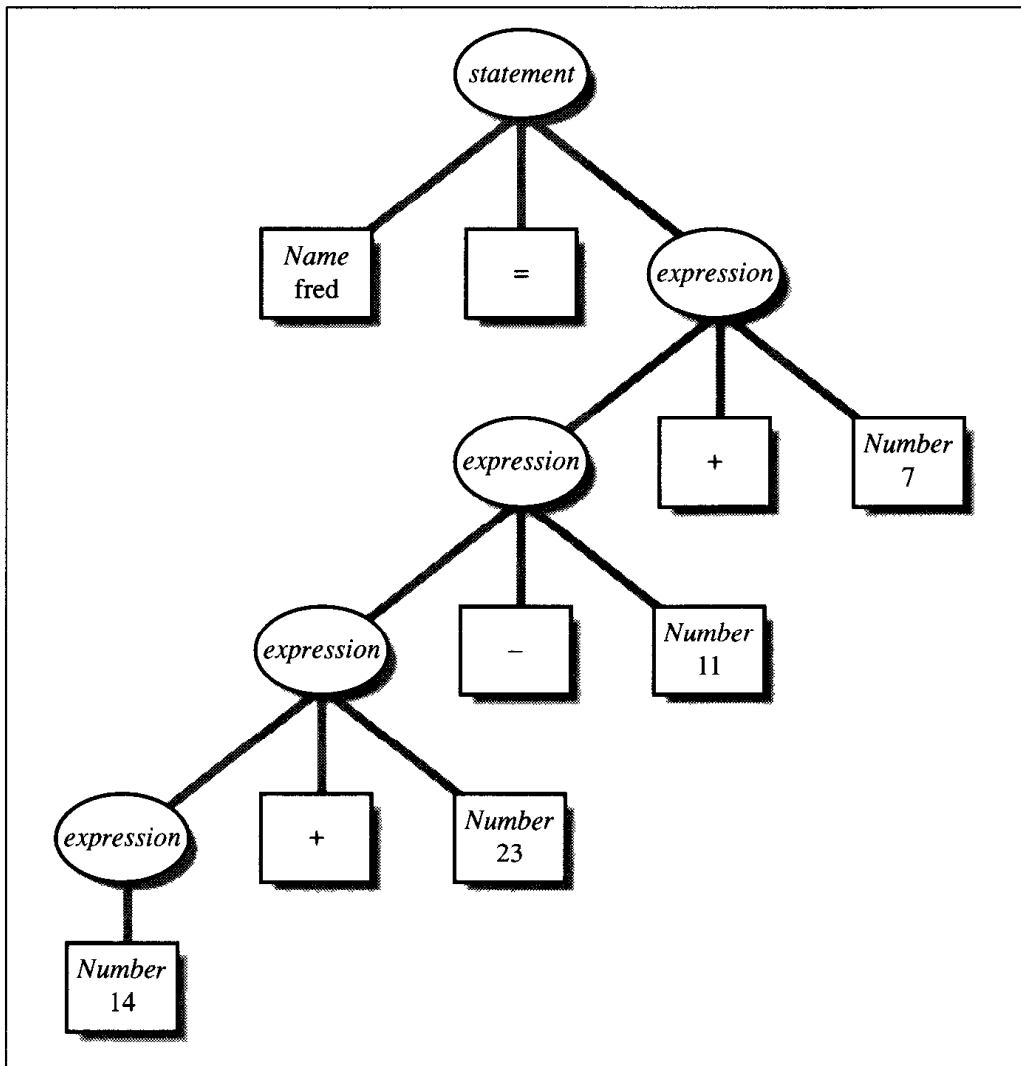 statement
Name
fred
=
expression
expression
+
Number
7
expression
–
Number
11
expression
+
Number
23
Number
14